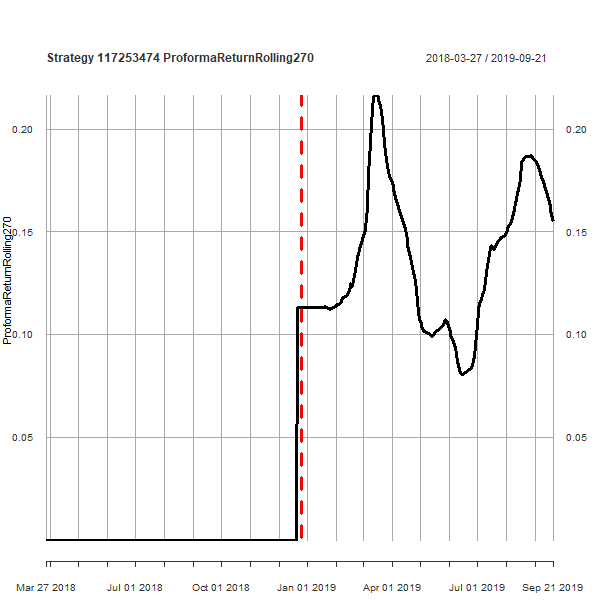 Strategy 117253474 ProformaReturnRolling270
2018-03-27 / 2019-09-21
0.20 0.20
0.15 0.15
0.10 0.10
0.05 0.05
ProformaReturnRolling270
Mar 27 2018 Jul 01 2018 Oct 01 2018 Jan 01 2019 Apr 01 2019 Jul 01 2019 Sep 21 2019